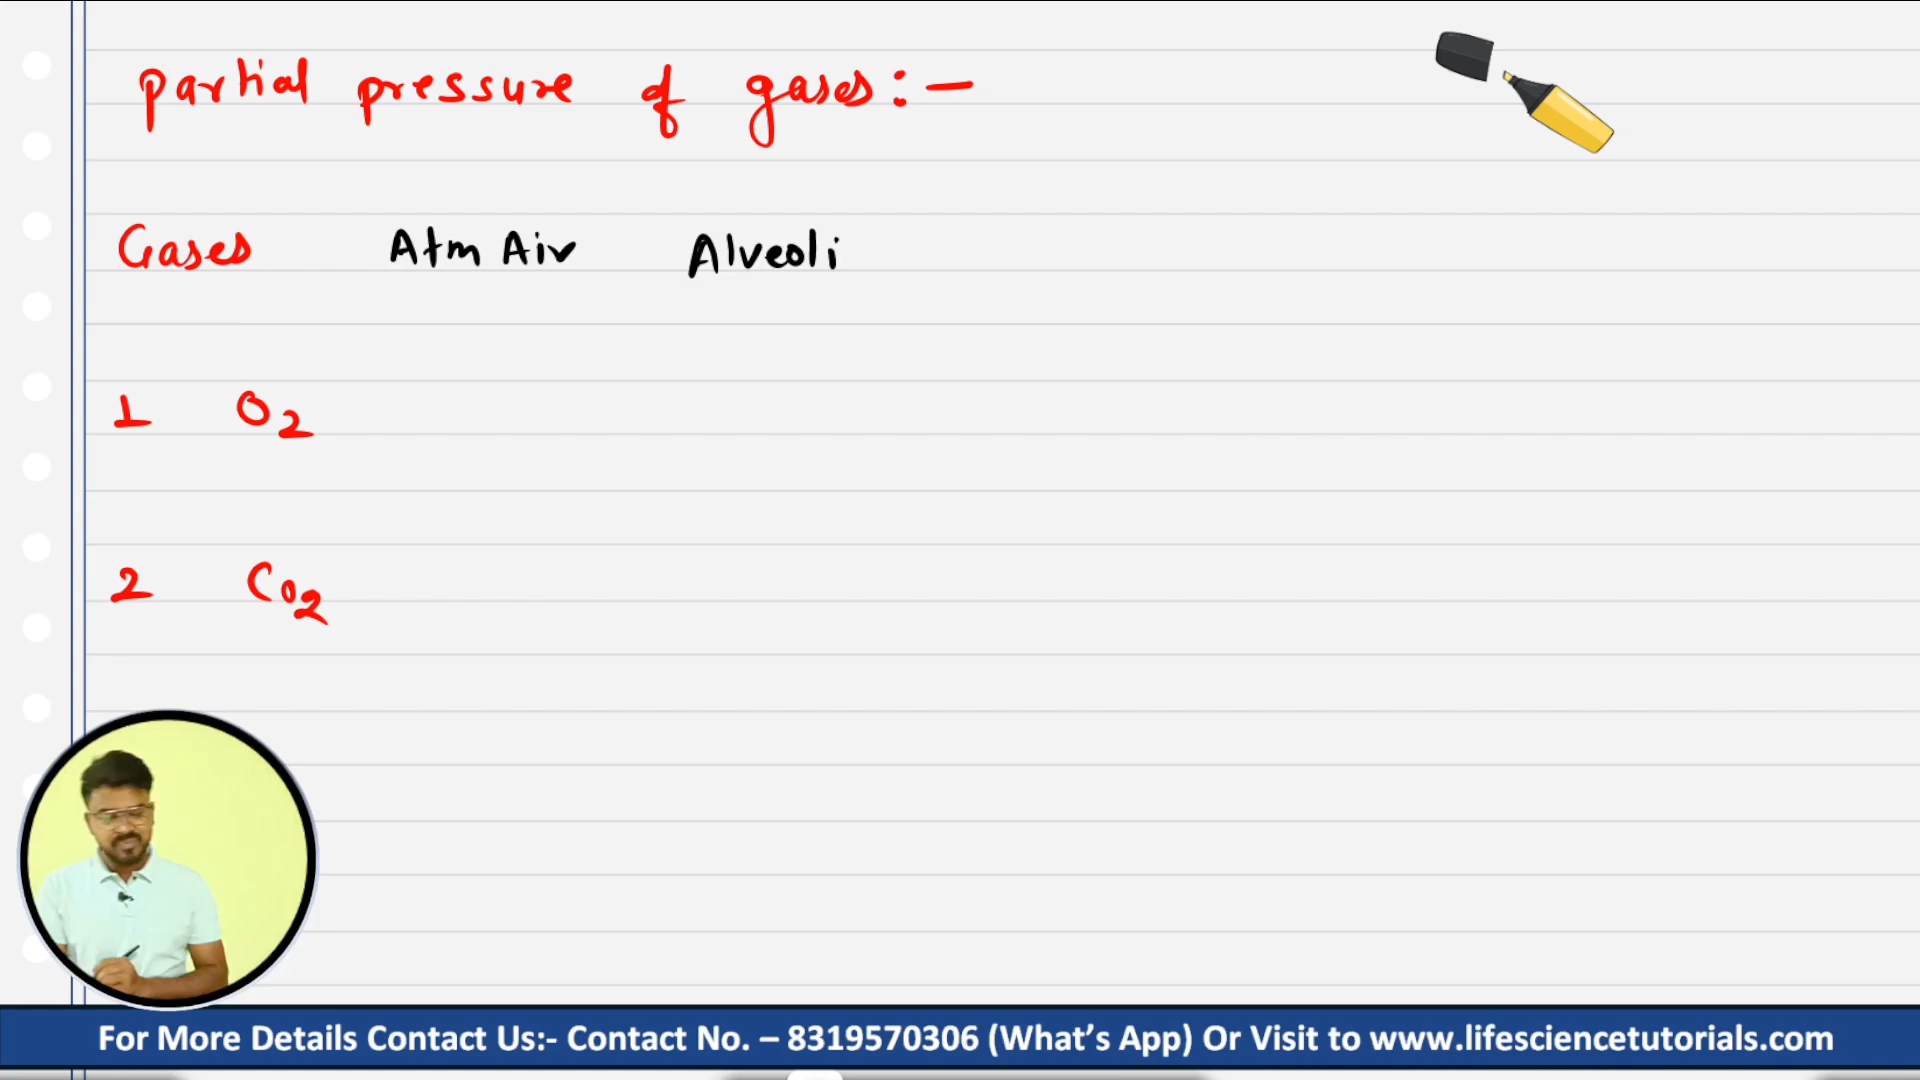 partial pressure of gases:-
Gases Atm Air Alveoli
1 O2
2 CO2
For More Details Contact Us:- Contact No. – 8319570306 (What's App) Or Visit to www.lifesciencetutorials.com